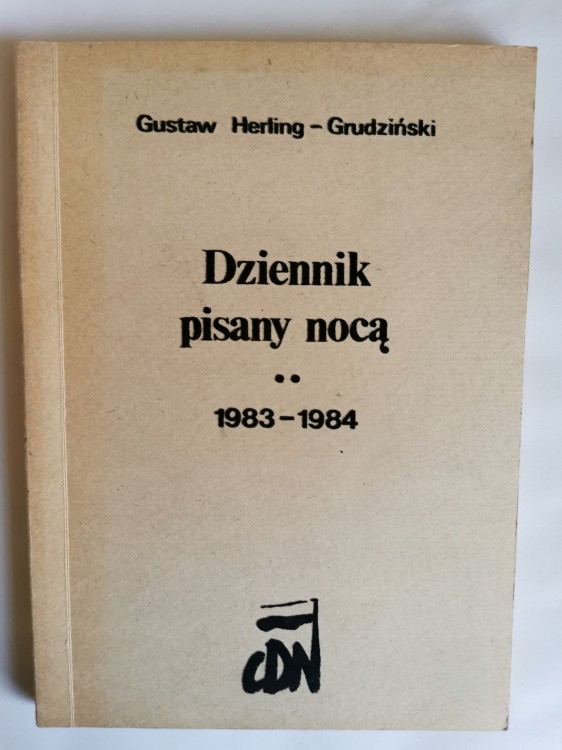 Gustaw Herling-Grudziński
Dziennik
pisany nocą
••
1983-1984
CDN